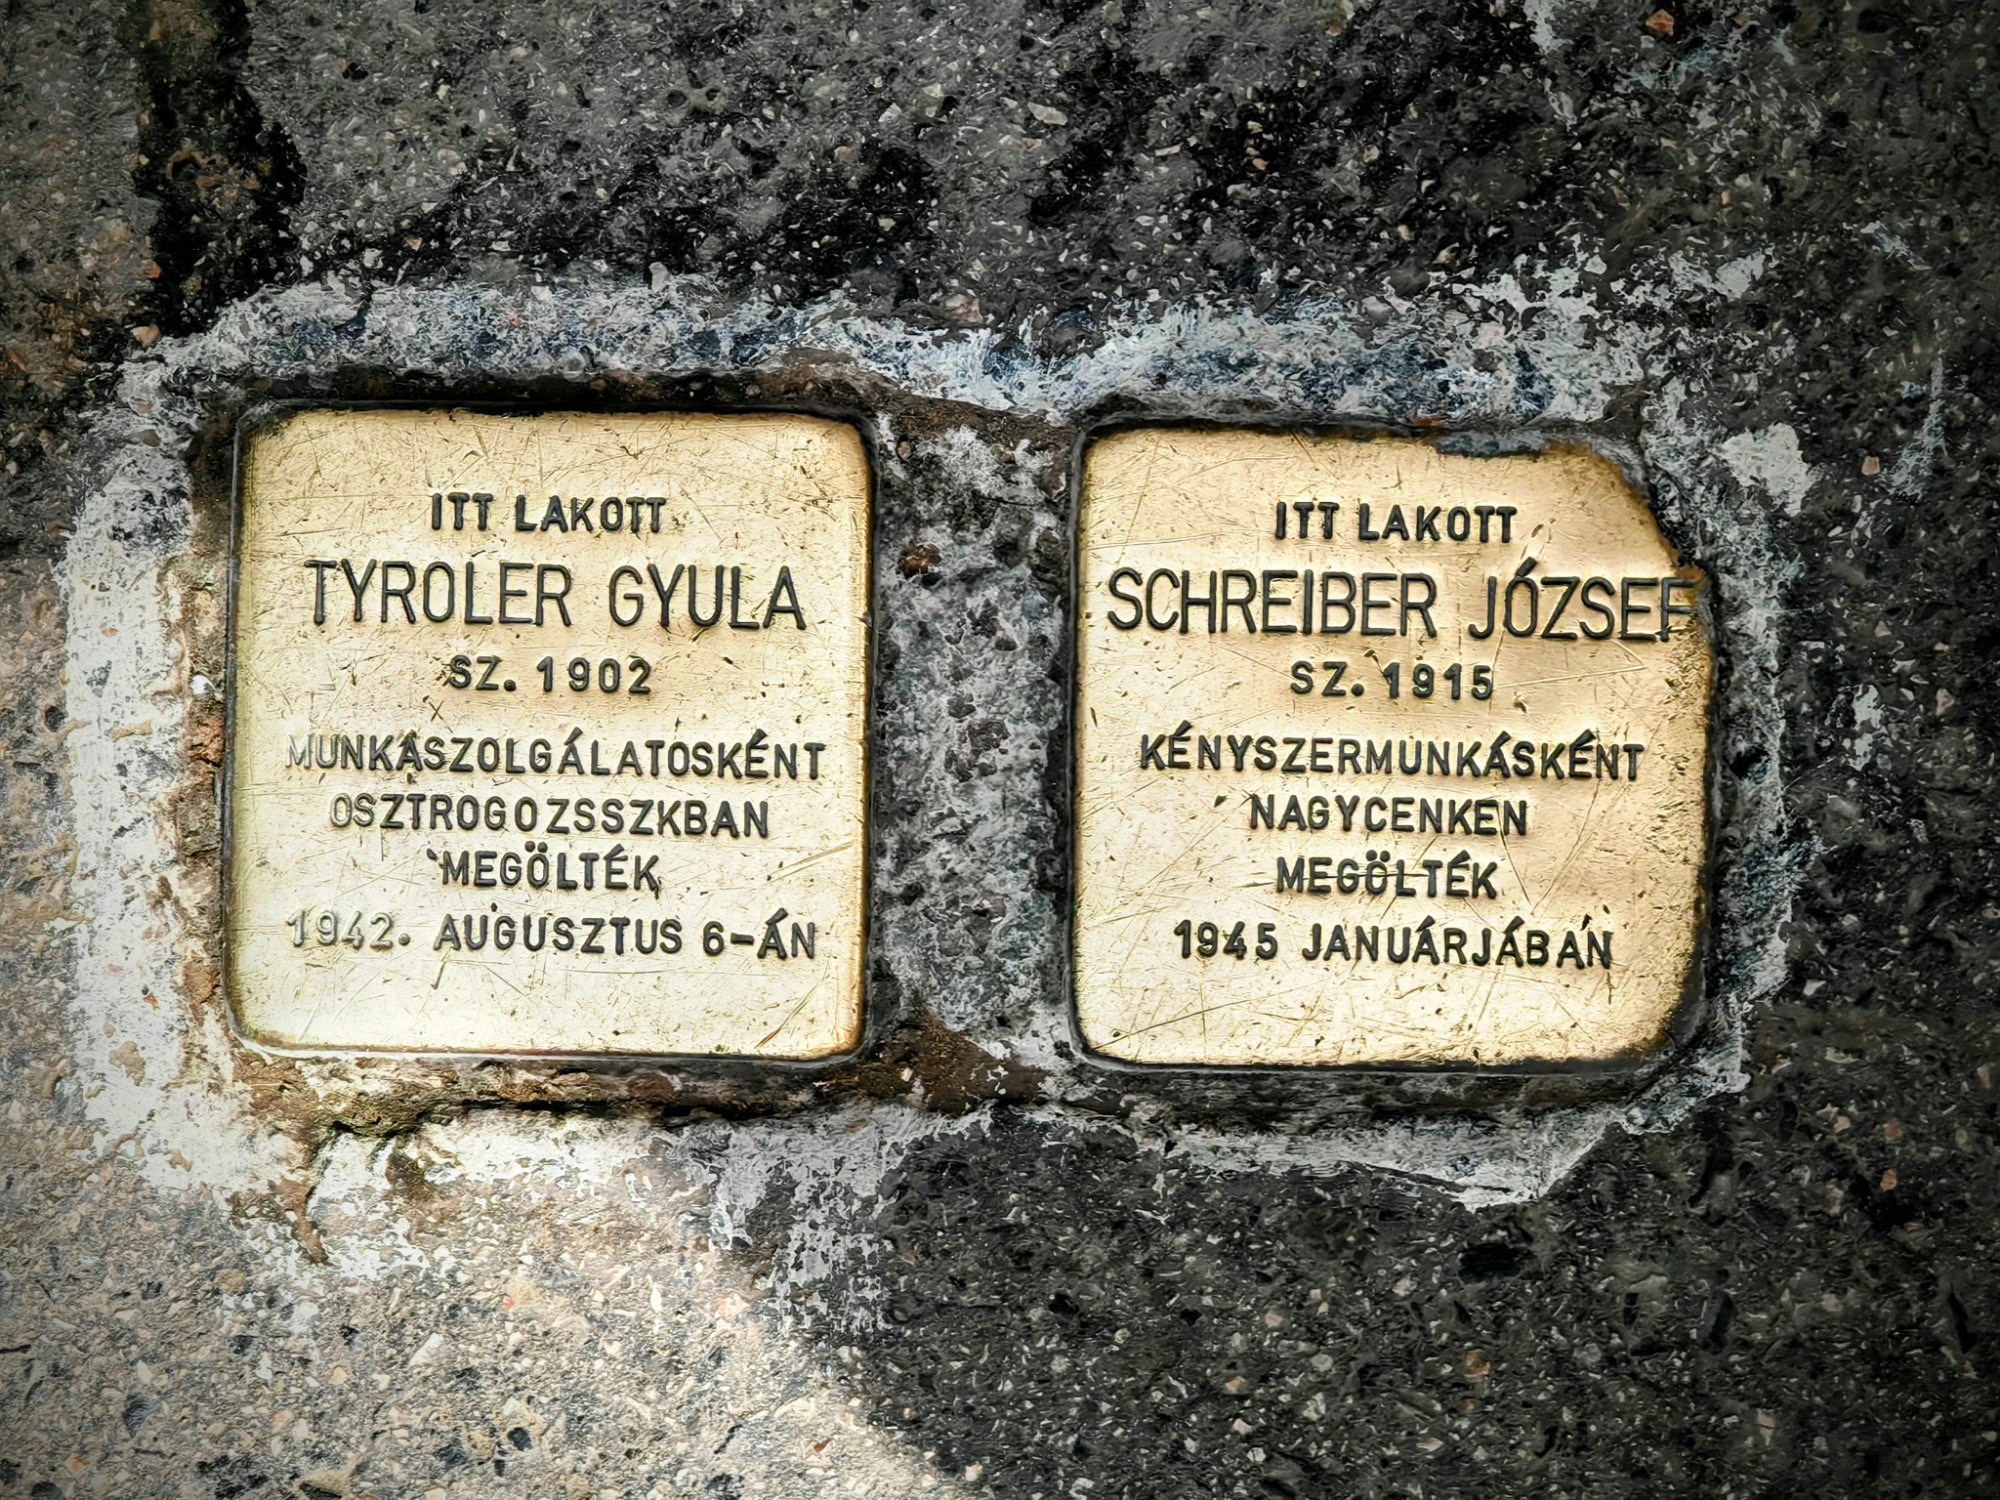 ITT LAKOTT
TYROLER GYULA
SZ. 1902
MUNKASZOLGÁLATOSKÉNT
OSZTROGOZSSZKBAN
MEGÖLTÉK
1942. AUGUSZTUS 6-ÁN
ITT LAKOTT
SCHREIBER JÓZSEF
SZ. 1915
KÉNYSZERMUNKÁSKÉNT
NAGYCENKEN
MEGÖLTÉK
1945 JANUÁRJÁBAN